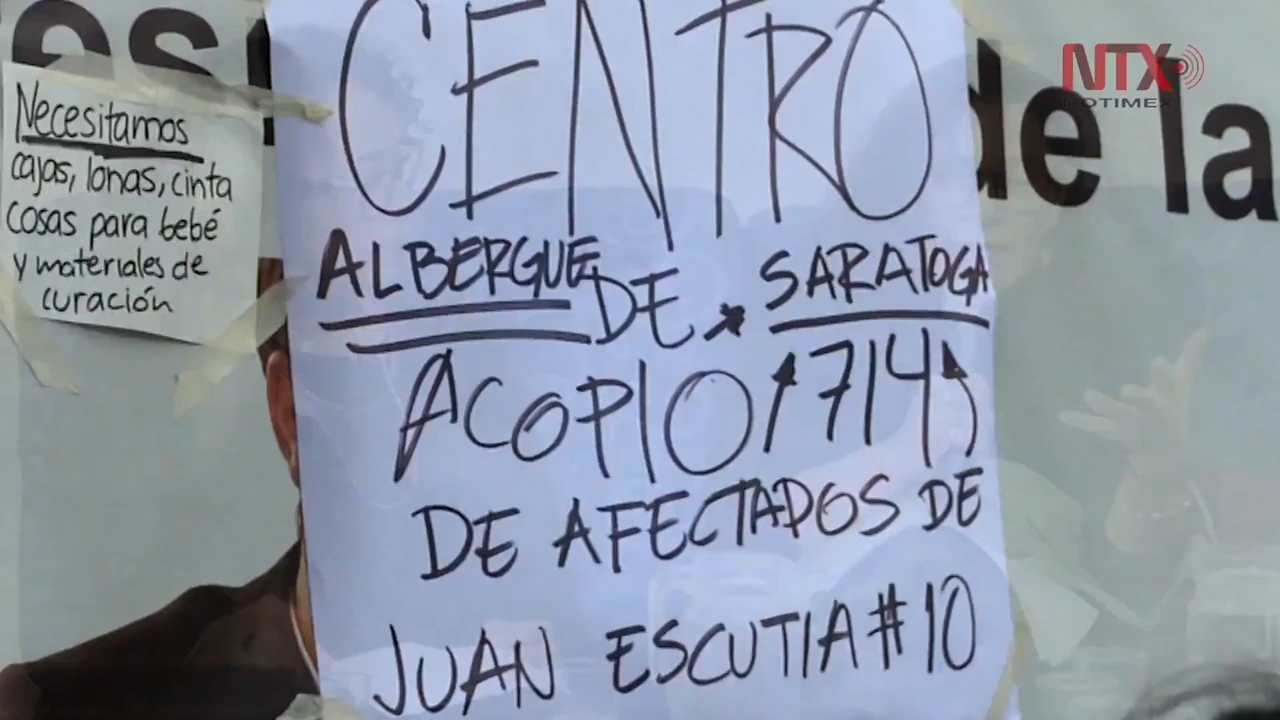 Necesitamos
cajas, lonas, cinta
cosas para bebé
y materiales de
curación
CENTRO
ALBERGUE DE SARATOGA
ACOPIO 714
DE AFECTADOS DE
JUAN ESCUTIA #10
de la
NTX
NOTIMEX